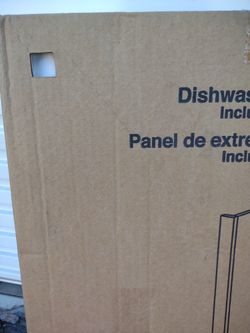 Dishwas
Inclu
Panel de extre
Inclu